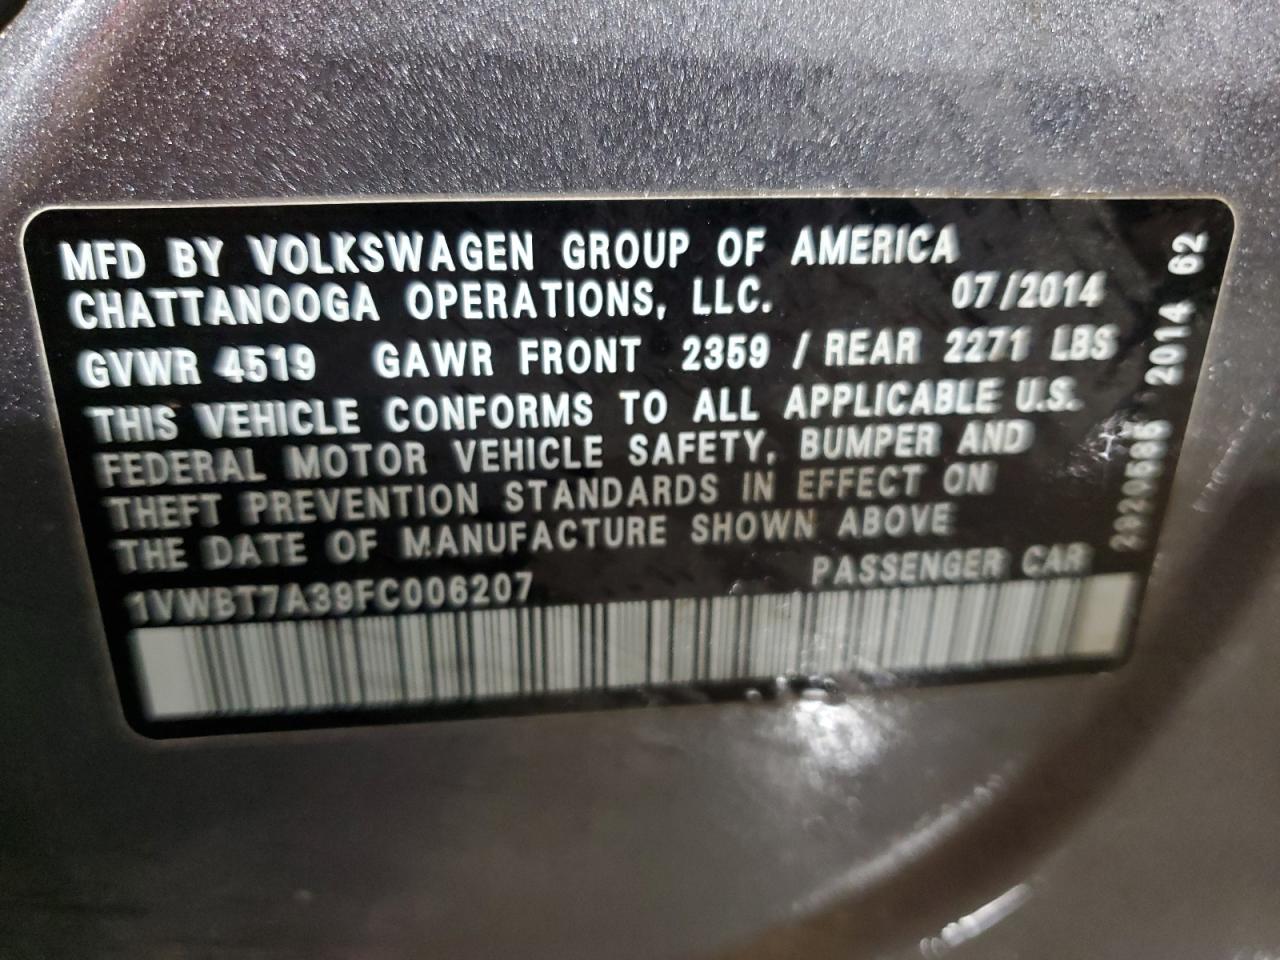 MFD BY VOLKSWAGEN GROUP OF AMERICA
CHATTANOOGA OPERATIONS, LLC. 07/2014
GVWR 4519 GAWR FRONT 2359 / REAR 2271 LBS
THIS VEHICLE CONFORMS TO ALL APPLICABLE U.S.
FEDERAL MOTOR VEHICLE SAFETY, BUMPER AND
THEFT PREVENTION STANDARDS IN EFFECT ON
THE DATE OF MANUFACTURE SHOWN ABOVE
1VWBT7A39FC006207 PASSENGER CAR
2920585 2014 62